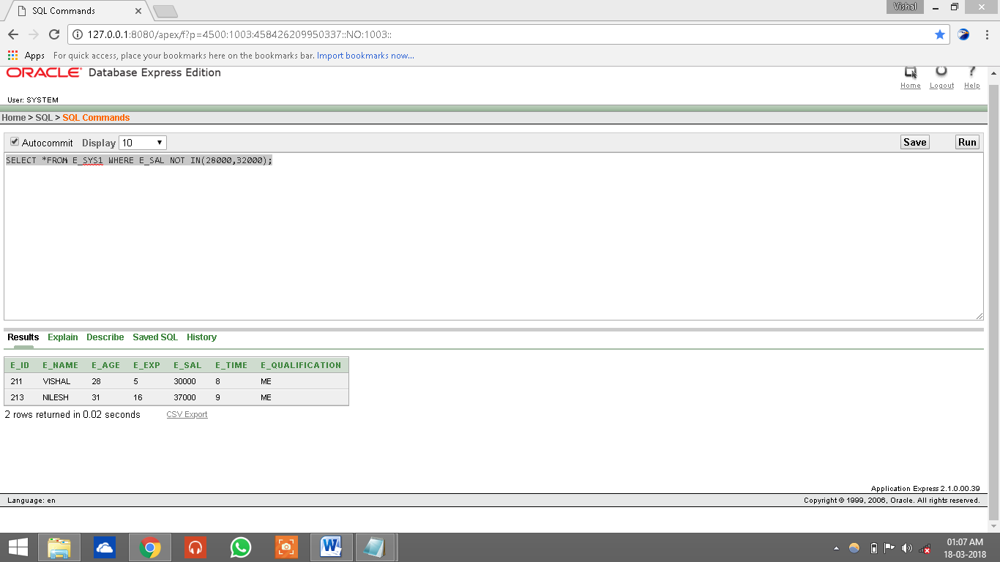 SQL Commands
Vishal
127.0.0.1:8080/apex/f?p=4500:1003:458426209950337::NO:1003::
Apps For quick access, place your bookmarks here on the bookmarks bar. Import bookmarks now...
ORACLE Database Express Edition
Home Logout Help
User: SYSTEM
Home > SQL > SQL Commands
Autocommit Display 10 Save Run
SELECT *FROM E_SYS1 WHERE E_SAL NOT IN(28000,32000);
Results Explain Describe Saved SQL History
E_ID E_NAME E_AGE E_EXP E_SAL E_TIME E_QUALIFICATION
211 VISHAL 28 5 30000 8 ME
213 NILESH 31 16 37000 9 ME
2 rows returned in 0.02 seconds CSV Export
Application Express 2.1.0.00.39
Language: en Copyright © 1999, 2006, Oracle. All rights reserved.
01:07 AM
18-03-2018